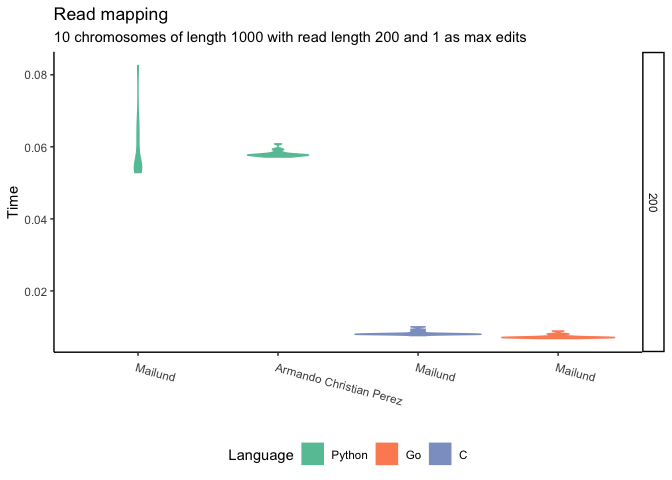 Read mapping
10 chromosomes of length 1000 with read length 200 and 1 as max edits
Time
0.08
0.06
0.04
0.02
200
Mailund
Armando Christian Perez
Mailund
Mailund
Language Python Go C